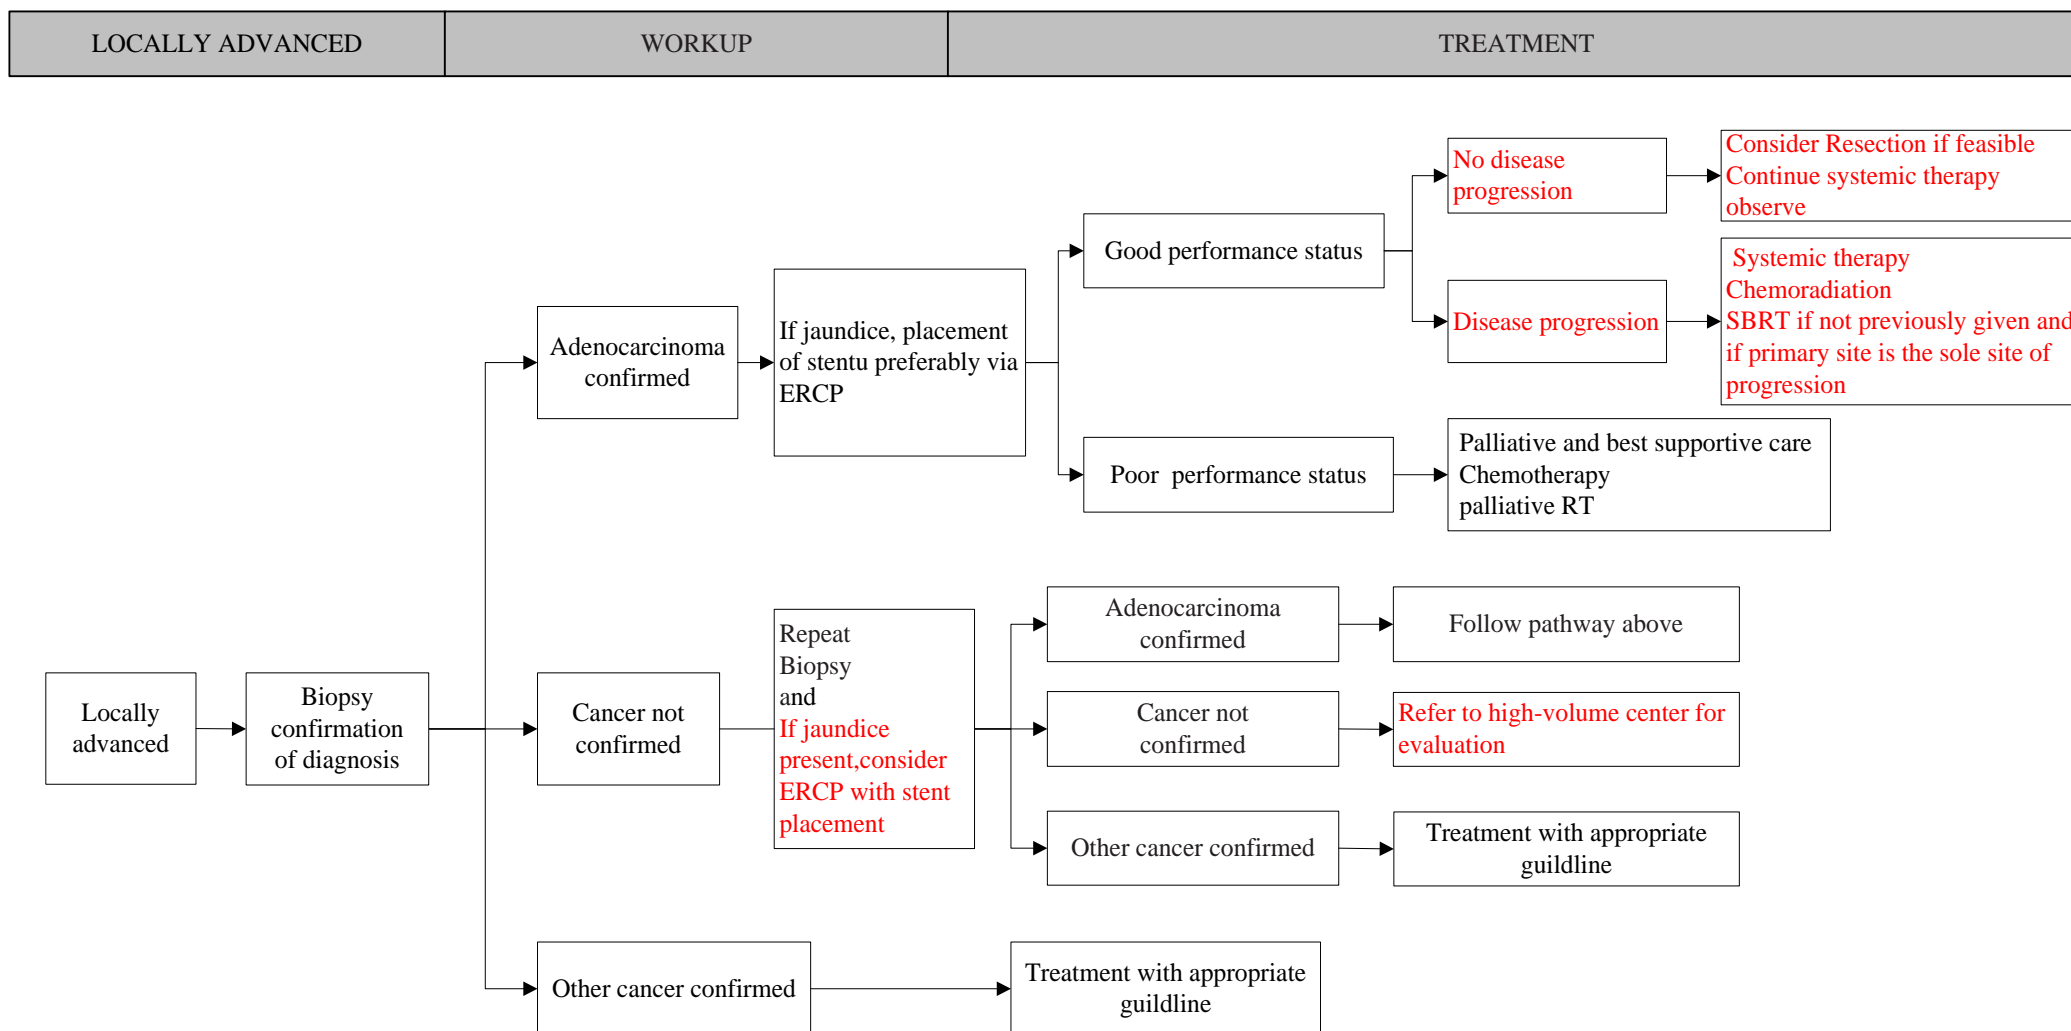 LOCALLY ADVANCED
WORKUP
TREATMENT
No disease
progression
Consider Resection if feasible
Continue systemic therapy
observe
Good performance status
Disease progression
Systemic therapy
Chemoradiation
SBRT if not previously given and
if primary site is the sole site of
progression
Adenocarcinoma
confirmed
If jaundice, placement
of stentu preferably via
ERCP
Poor  performance status
Palliative and best supportive care
Chemotherapy
palliative RT
Locally
advanced
Biopsy
confirmation
of diagnosis
Cancer not
confirmed
Repeat
Biopsy
and
If jaundice
present,consider
ERCP with stent
placement
Adenocarcinoma
confirmed
Follow pathway above
Cancer not
confirmed
Refer to high-volume center for
evaluation
Other cancer confirmed
Treatment with appropriate
guildline
Other cancer confirmed
Treatment with appropriate
guildline